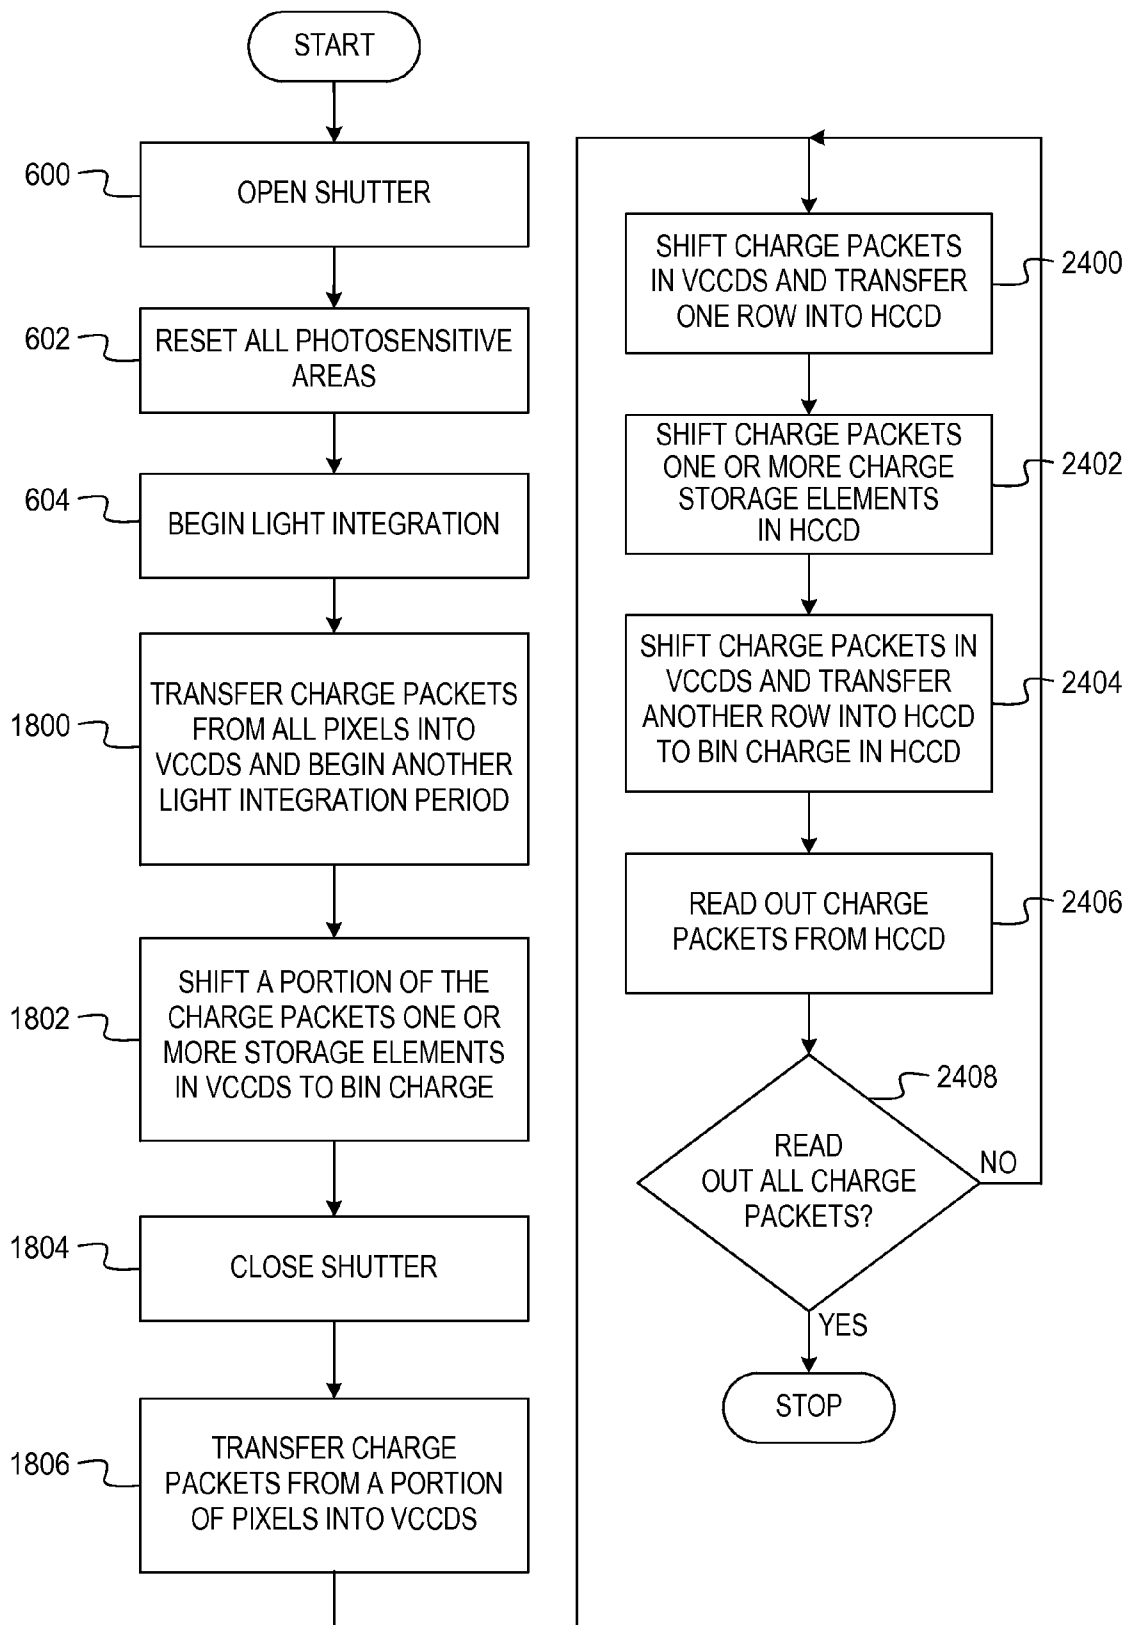 START
600
OPEN SHUTTER
602
RESET ALL PHOTOSENSITIVE
AREAS
604
BEGIN LIGHT INTEGRATION
1800
TRANSFER CHARGE PACKETS
FROM ALL PIXELS INTO
VCCDS AND BEGIN ANOTHER
LIGHT INTEGRATION PERIOD
1802
SHIFT A PORTION OF THE
CHARGE PACKETS ONE OR
MORE STORAGE ELEMENTS
IN VCCDS TO BIN CHARGE
1804
CLOSE SHUTTER
1806
TRANSFER CHARGE
PACKETS FROM A PORTION
OF PIXELS INTO VCCDS
SHIFT CHARGE PACKETS
IN VCCDS AND TRANSFER
ONE ROW INTO HCCD
2400
SHIFT CHARGE PACKETS
ONE OR MORE CHARGE
STORAGE ELEMENTS
IN HCCD
2402
SHIFT CHARGE PACKETS IN
VCCDS AND TRANSFER
ANOTHER ROW INTO HCCD
TO BIN CHARGE IN HCCD
2404
READ OUT CHARGE
PACKETS FROM HCCD
2406
2408
READ
OUT ALL CHARGE
PACKETS?
NO
YES
STOP